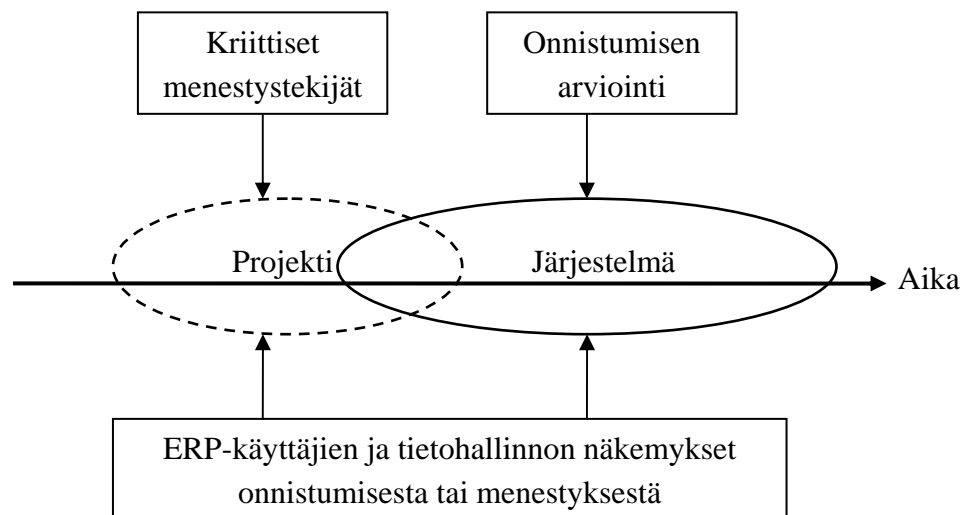 Kriittiset
menestystekijät
Onnistumisen
arviointi
Projekti
Järjestelmä
Aika
ERP-käyttäjien ja tietohallinnon näkemykset
onnistumisesta tai menestyksestä